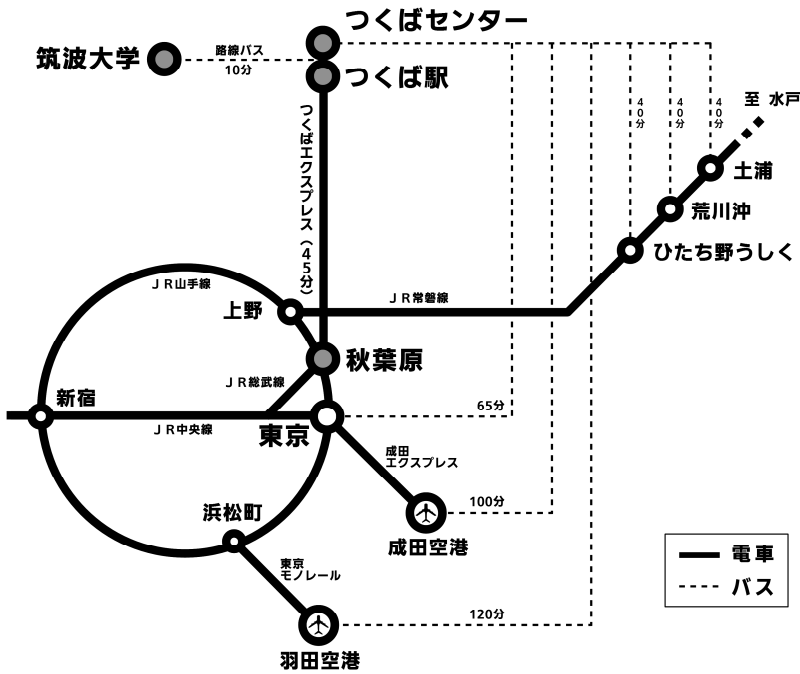 つくばセンター
筑波大学
路線バス
10分
つくば駅
つくばエクスプレス（45分）
40分
40分
40分
至 水戸
土浦
荒川沖
ひたち野うしく
ＪＲ山手線
上野
ＪＲ常磐線
秋葉原
ＪＲ総武線
新宿
65分
東京
ＪＲ中央線
成田
エクスプレス
100分
浜松町
成田空港
東京
モノレール
120分
羽田空港
電車
バス